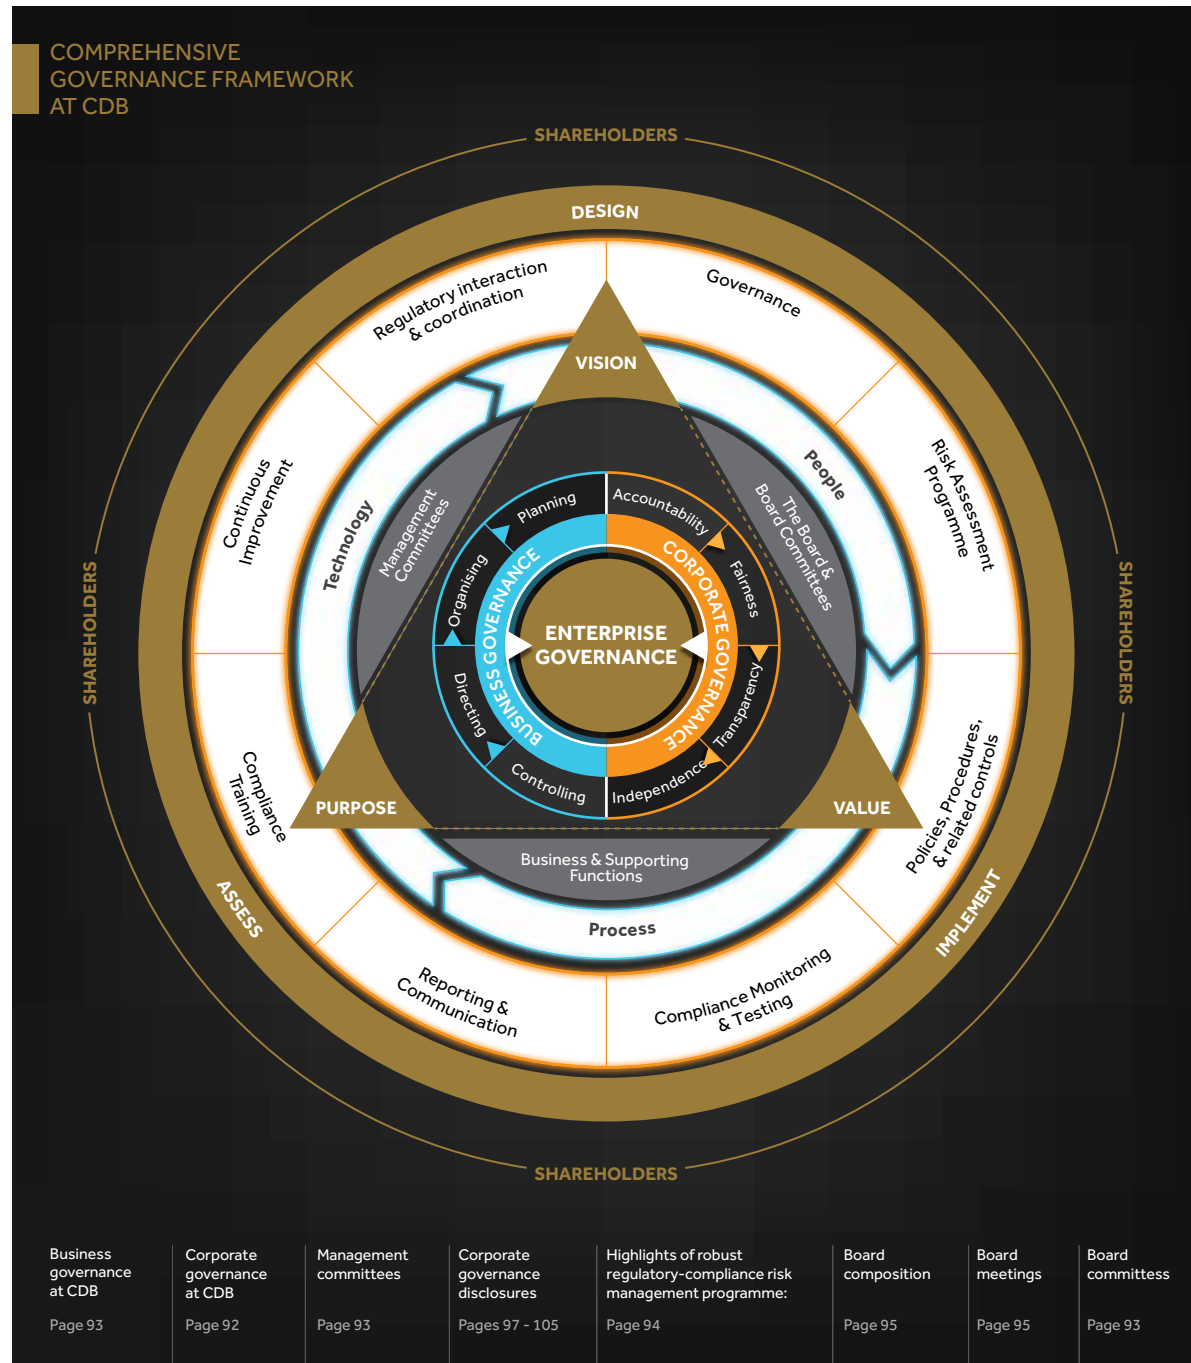 COMPREHENSIVE
GOVERNANCE FRAMEWORK
AT CDB
SHAREHOLDERS
DESIGN
Regulatory interaction
& coordination
Governance
VISION
Continuous
Improvement
Risk Assessment
Programme
Technology
People
Management
Committees
The Board &
Board Committees
Planning
Accountability
Organising
Fairness
BUSINESS GOVERNANCE
CORPORATE GOVERNANCE
ENTERPRISE
GOVERNANCE
SHAREHOLDERS
SHAREHOLDERS
Directing
Transparency
Controlling
Independence
Compliance
Training
PURPOSE
VALUE
Policies, Procedures,
& related controls
Business & Supporting
Functions
ASSESS
IMPLEMENT
Process
Reporting &
Communication
Compliance Monitoring
& Testing
SHAREHOLDERS
Business
governance
at CDB
Page 93
Corporate
governance
at CDB
Page 92
Management
committees
Page 93
Corporate
governance
disclosures
Pages 97 - 105
Highlights of robust
regulatory-compliance risk
management programme:
Page 94
Board
composition
Page 95
Board
meetings
Page 95
Board
committess
Page 93